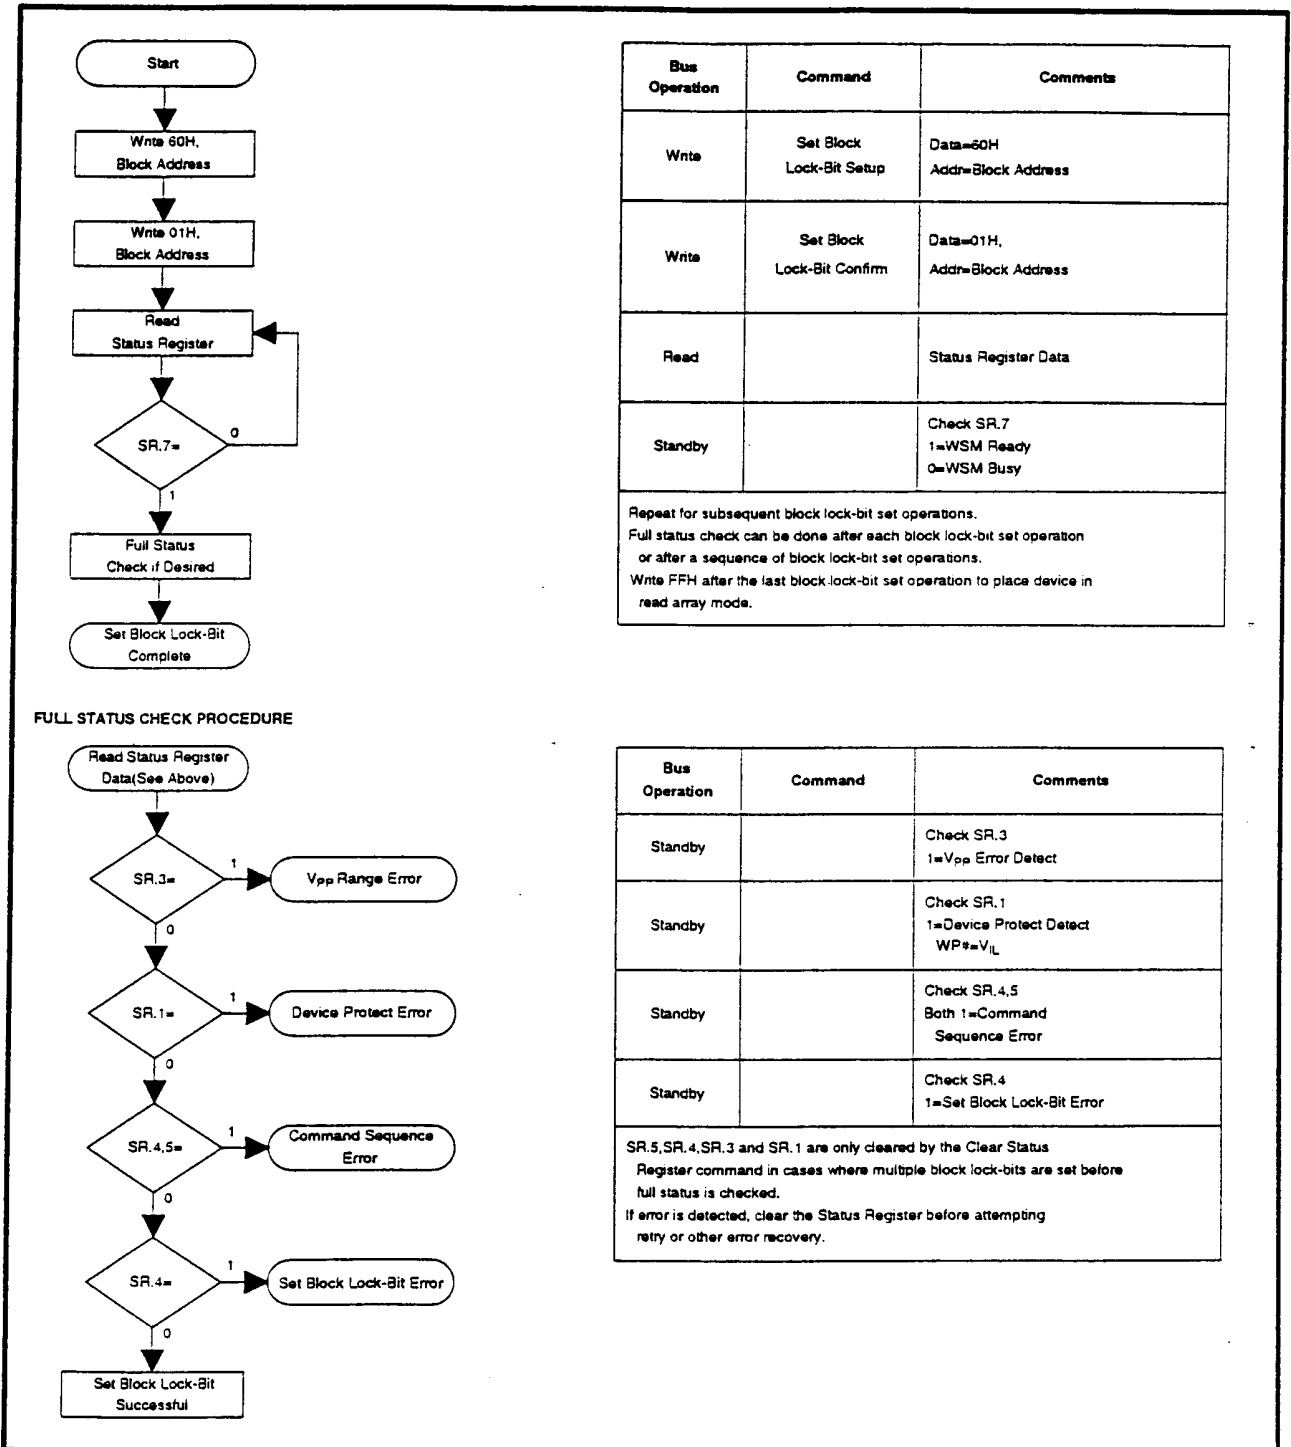 Start
Write 60H,
Block Address
Write 01H,
Block Address
Read
Status Register
SR.7=
0
1
Full Status
Check if Desired
Set Block Lock-Bit
Complete
Bus
Operation
Command
Comments
Write
Set Block
Lock-Bit Setup
Data=60H
Addr=Block Address
Write
Set Block
Lock-Bit Confirm
Data=01H,
Addr=Block Address
Read
Status Register Data
Standby
Check SR.7
1=WSM Ready
0=WSM Busy
Repeat for subsequent block lock-bit set operations.
Full status check can be done after each block lock-bit set operation
or after a sequence of block lock-bit set operations.
Write FFH after the last block lock-bit set operation to place device in
read array mode.
FULL STATUS CHECK PROCEDURE
Read Status Register
Data(See Above)
SR.3=
1
VPP Range Error
0
SR.1=
1
Device Protect Error
0
SR.4,5=
1
Command Sequence
Error
0
SR.4=
1
Set Block Lock-Bit Error
0
Set Block Lock-Bit
Successful
Bus
Operation
Command
Comments
Standby
Check SR.3
1=VPP Error Detect
Standby
Check SR.1
1=Device Protect Detect
WP#=VIL
Standby
Check SR.4,5
Both 1=Command
Sequence Error
Standby
Check SR.4
1=Set Block Lock-Bit Error
SR.5,SR.4,SR.3 and SR.1 are only cleared by the Clear Status
Register command in cases where multiple block lock-bits are set before
full status is checked.
If error is detected, clear the Status Register before attempting
retry or other error recovery.